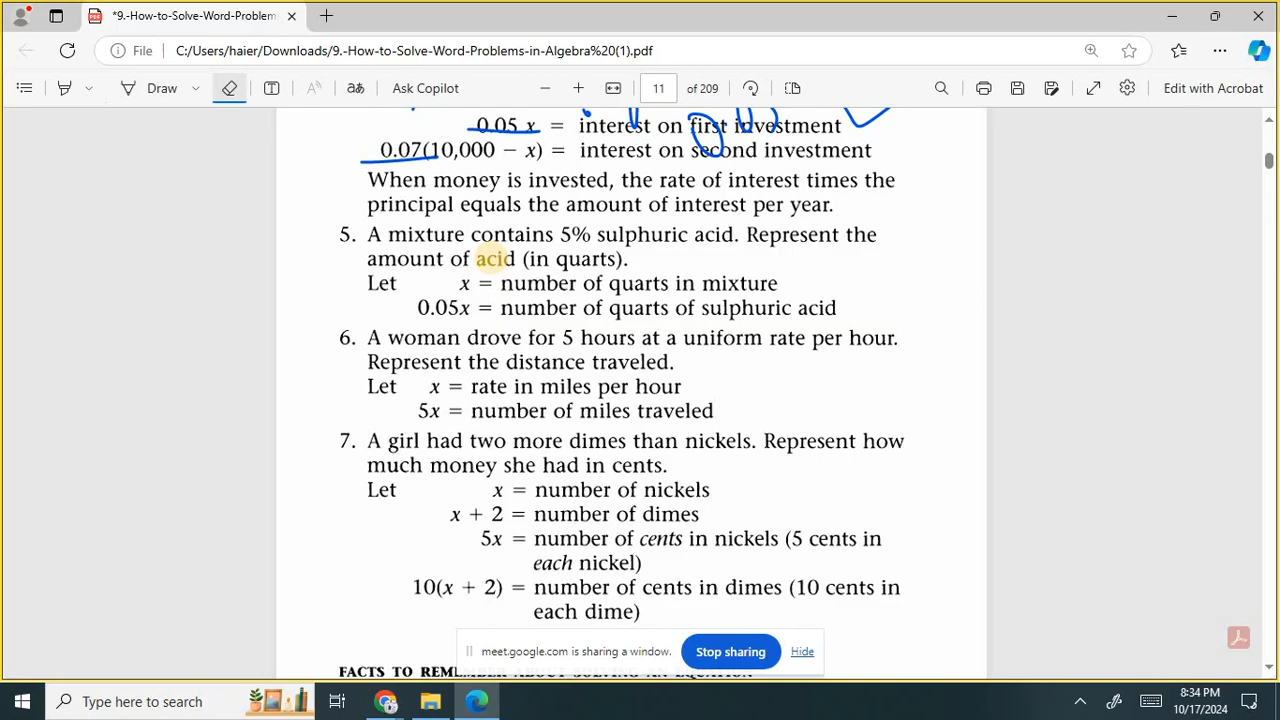 *9.-How-to-Solve-Word-Problems-
File
C:/Users/haier/Downloads/9.-How-to-Solve-Word-Problems-in-Algebra%20(1).pdf
Draw
Ask Copilot
11 of 209
Edit with Acrobat
0.05 x = interest on first investment
0.07(10,000 − x) = interest on second investment
When money is invested, the rate of interest times the
principal equals the amount of interest per year.
5. A mixture contains 5% sulphuric acid. Represent the
amount of acid (in quarts).
Let x = number of quarts in mixture
0.05x = number of quarts of sulphuric acid
6. A woman drove for 5 hours at a uniform rate per hour.
Represent the distance traveled.
Let x = rate in miles per hour
5x = number of miles traveled
7. A girl had two more dimes than nickels. Represent how
much money she had in cents.
Let x = number of nickels
x + 2 = number of dimes
5x = number of cents in nickels (5 cents in
each nickel)
10(x + 2) = number of cents in dimes (10 cents in
each dime)
meet.google.com is sharing a window.
Stop sharing
Hide
FACTS TO REMEMBER ABOUT SOLVING AN EQUATION
Type here to search
8:34 PM
10/17/2024